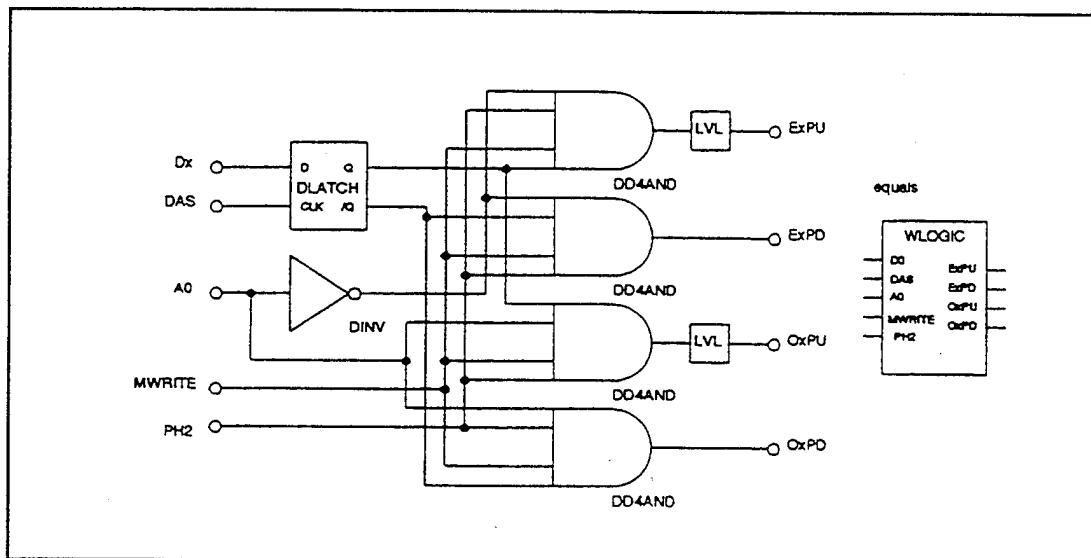 LVL
ExPU
Dx
D Q
DLATCH
CLK /Q
DAS
DD4AND
equals
ExPD
WLOGIC
D0
DAS
A0
MWRITE
PH2
ExPU
ExPD
OxPU
OxPD
A0
DINV
DD4AND
LVL
OxPU
MWRITE
DD4AND
PH2
OxPD
DD4AND